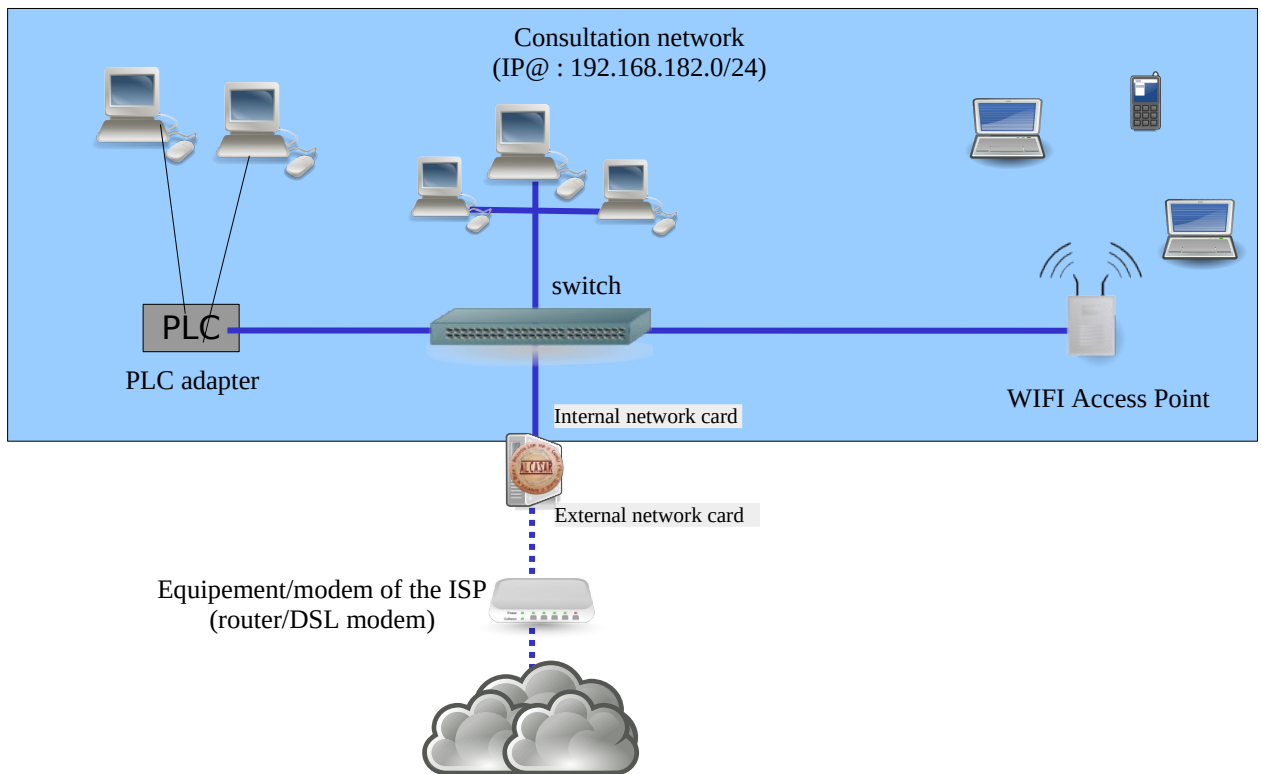 Consultation network
(IP@ : 192.168.182.0/24)
switch
PLC
PLC adapter
WIFI Access Point
Internal network card
ALCASAR
External network card
Equipement/modem of the ISP
(router/DSL modem)